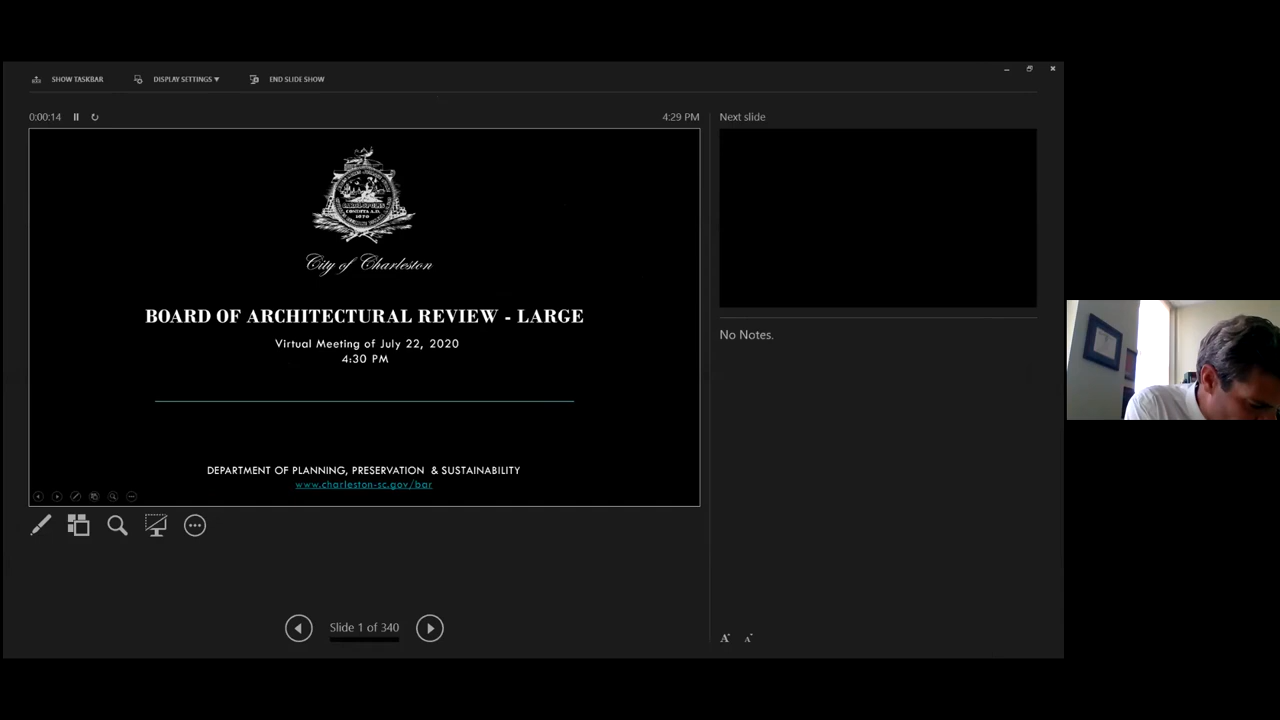 SHOW TASKBAR
DISPLAY SETTINGS ▼
END SLIDE SHOW
0:00:14
4:29 PM
Next slide
CONDITA A.D.
1670
City of Charleston
BOARD OF ARCHITECTURAL REVIEW - LARGE
Virtual Meeting of July 22, 2020
4:30 PM
DEPARTMENT OF PLANNING, PRESERVATION & SUSTAINABILITY
www.charleston-sc.gov/bar
No Notes.
Slide 1 of 340
A
A